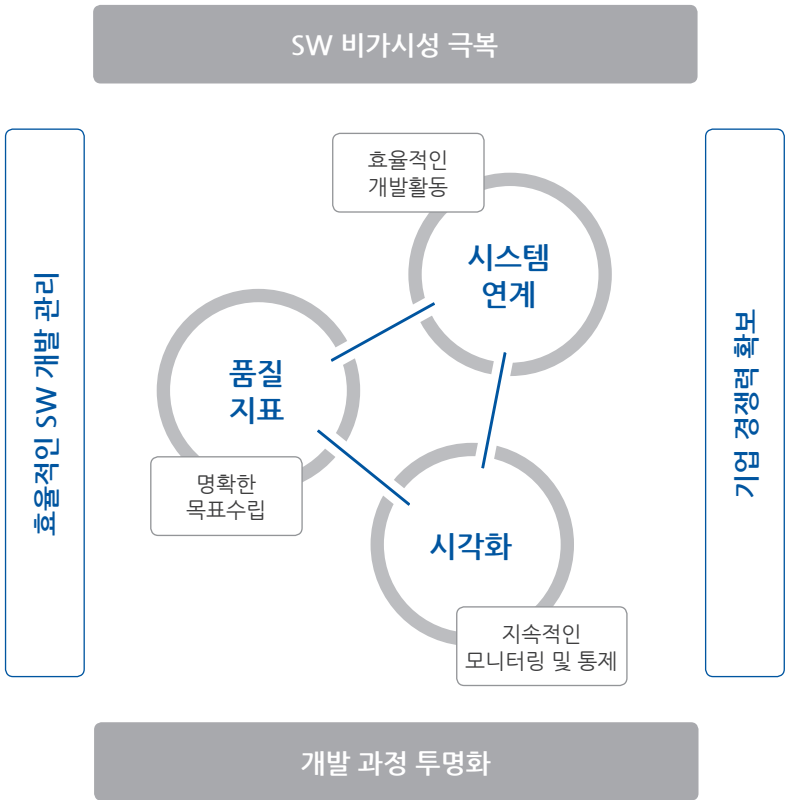 SW 비가시성 극복
효율적인 SW 개발 관리
효율적인
개발활동
시스템
연계
품질
지표
명확한
목표수립
시각화
지속적인
모니터링 및 통제
기업 경쟁력 확보
개발 과정 투명화